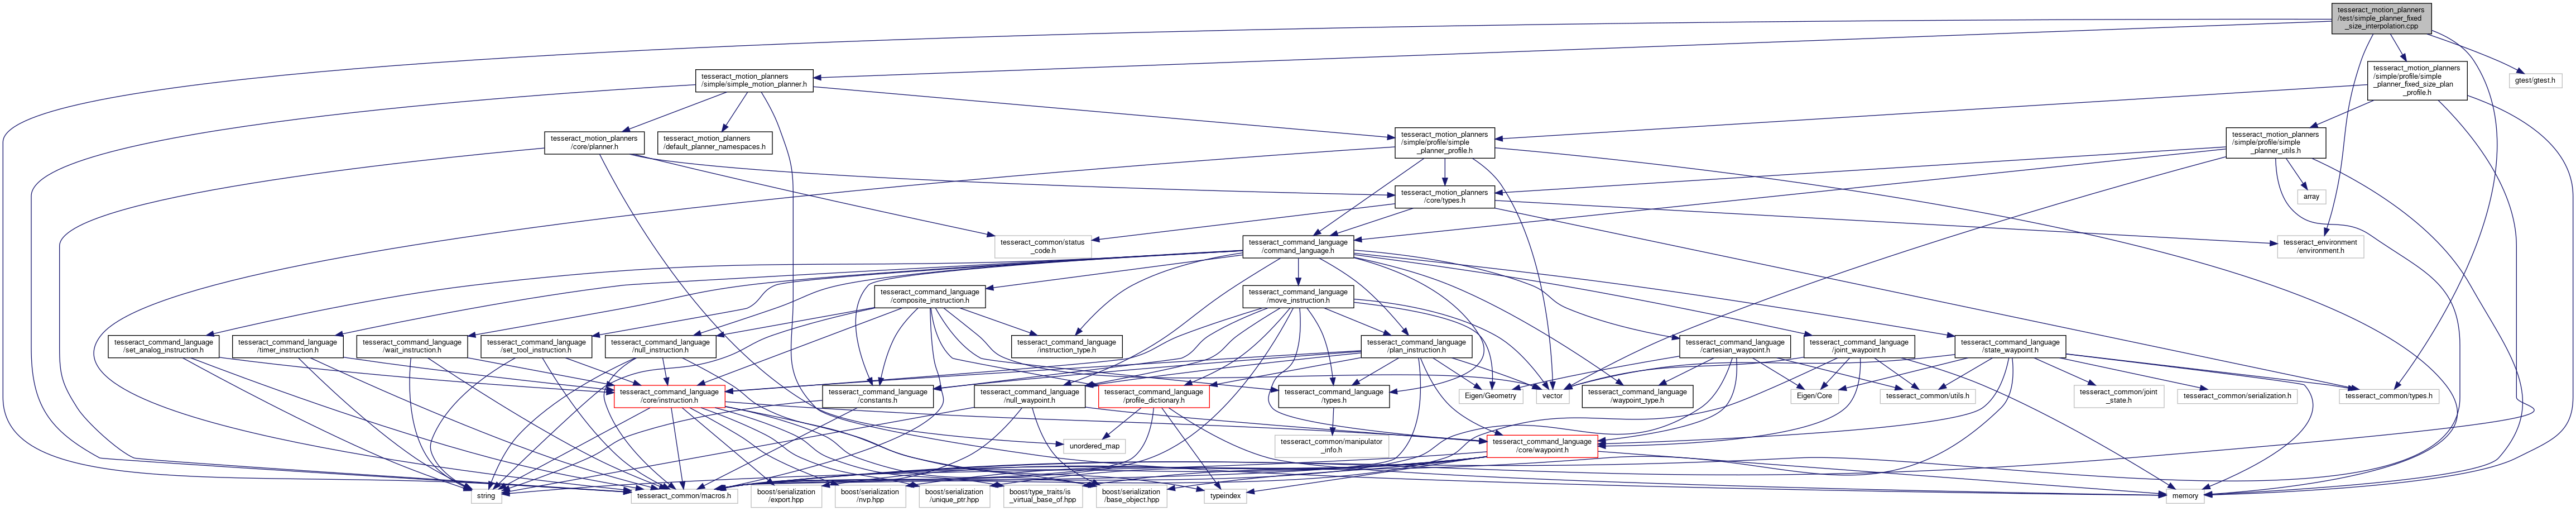 tesseract_motion_planners
/test/simple_planner_fixed
_size_interpolation.cpp
tesseract_motion_planners
/simple/simple_motion_planner.h
tesseract_motion_planners
/simple/profile/simple
_planner_fixed_size_plan
_profile.h
gtest/gtest.h
tesseract_motion_planners
/core/planner.h
tesseract_motion_planners
/default_planner_namespaces.h
tesseract_motion_planners
/simple/profile/simple
_planner_profile.h
tesseract_motion_planners
/simple/profile/simple
_planner_utils.h
tesseract_motion_planners
/core/types.h
array
tesseract_common/status
_code.h
tesseract_command_language
/command_language.h
tesseract_environment
/environment.h
tesseract_command_language
/composite_instruction.h
tesseract_command_language
/move_instruction.h
tesseract_command_language
/set_analog_instruction.h
tesseract_command_language
/timer_instruction.h
tesseract_command_language
/wait_instruction.h
tesseract_command_language
/set_tool_instruction.h
tesseract_command_language
/null_instruction.h
tesseract_command_language
/instruction_type.h
tesseract_command_language
/plan_instruction.h
tesseract_command_language
/cartesian_waypoint.h
tesseract_command_language
/joint_waypoint.h
tesseract_command_language
/state_waypoint.h
tesseract_command_language
/core/instruction.h
tesseract_command_language
/constants.h
tesseract_command_language
/null_waypoint.h
tesseract_command_language
/profile_dictionary.h
tesseract_command_language
/types.h
Eigen/Geometry
vector
tesseract_command_language
/waypoint_type.h
Eigen/Core
tesseract_common/utils.h
tesseract_common/joint
_state.h
tesseract_common/serialization.h
tesseract_common/types.h
unordered_map
tesseract_common/manipulator
_info.h
tesseract_command_language
/core/waypoint.h
string
tesseract_common/macros.h
boost/serialization
/export.hpp
boost/serialization
/nvp.hpp
boost/serialization
/unique_ptr.hpp
boost/type_traits/is
_virtual_base_of.hpp
boost/serialization
/base_object.hpp
typeindex
memory